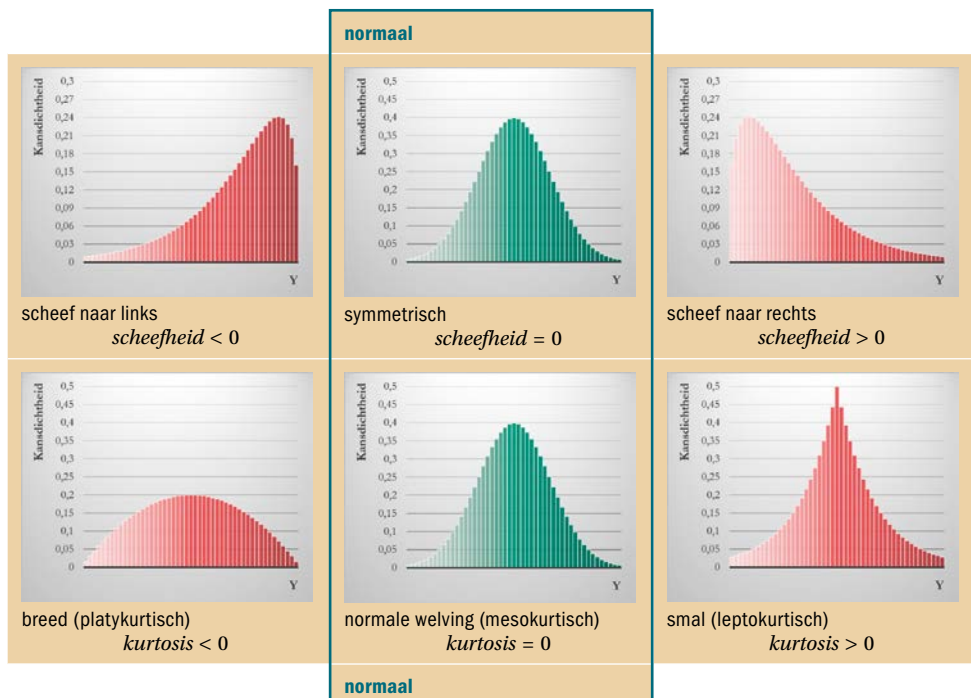 normaal
Kansdichtheid
0,3
0,27
0,24
0,21
0,18
0,15
0,12
0,09
0,06
0,03
0
Y
scheef naar links
scheefheid < 0
Kansdichtheid
0,5
0,45
0,4
0,35
0,3
0,25
0,2
0,15
0,1
0,05
0
Y
symmetrisch
scheefheid = 0
Kansdichtheid
0,3
0,27
0,24
0,21
0,18
0,15
0,12
0,09
0,06
0,03
0
Y
scheef naar rechts
scheefheid > 0
Kansdichtheid
0,5
0,45
0,4
0,35
0,3
0,25
0,2
0,15
0,1
0,05
0
Y
breed (platykurtisch)
kurtosis < 0
Kansdichtheid
0,5
0,45
0,4
0,35
0,3
0,25
0,2
0,15
0,1
0,05
0
Y
normale welving (mesokurtisch)
kurtosis = 0
Kansdichtheid
0,5
0,45
0,4
0,35
0,3
0,25
0,2
0,15
0,1
0,05
0
Y
smal (leptokurtisch)
kurtosis > 0
normaal